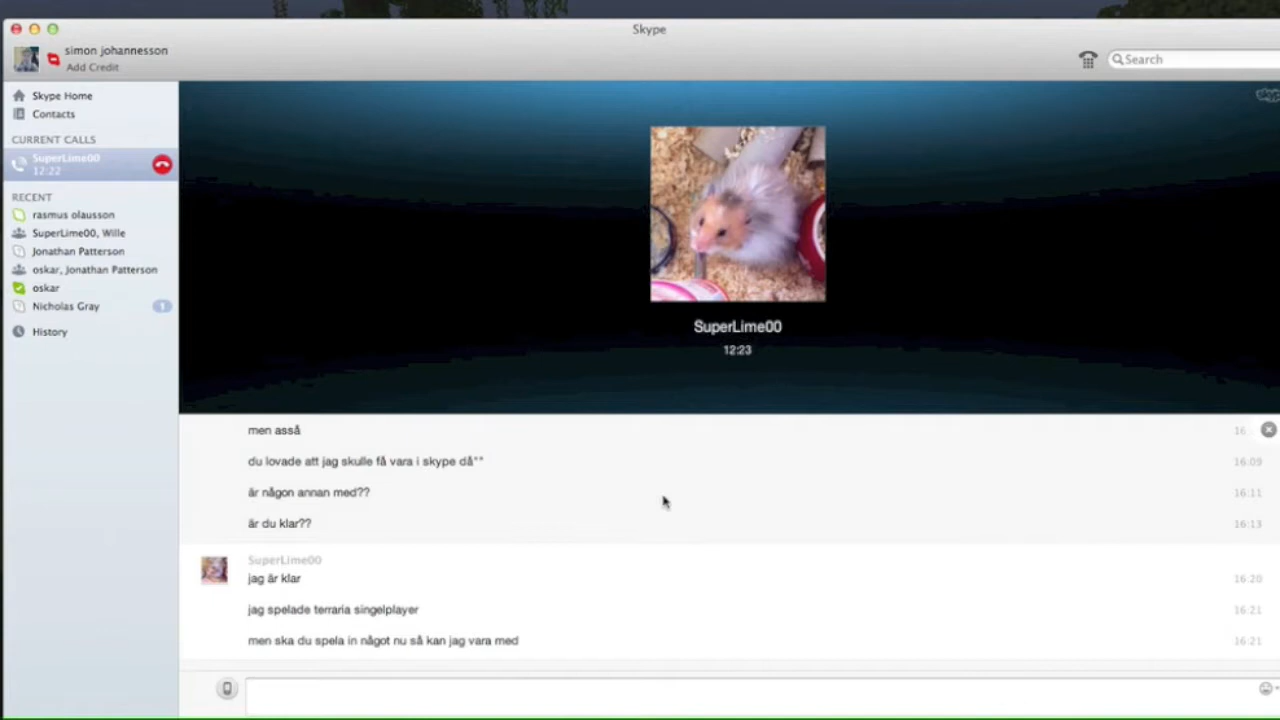 Skype
simon johannesson
Add Credit
Search
Skype Home
Contacts
CURRENT CALLS
SuperLime00
12:22
RECENT
rasmus olausson
SuperLime00, Wille
Jonathan Patterson
oskar, Jonathan Patterson
oskar
Nicholas Gray 1
History
SuperLime00
12:23
men asså
du lovade att jag skulle få vara i skype då**
16:09
är någon annan med??
16:11
är du klar??
16:13
SuperLime00
jag är klar
16:20
jag spelade terraria singelplayer
16:21
men ska du spela in något nu så kan jag vara med
16:21